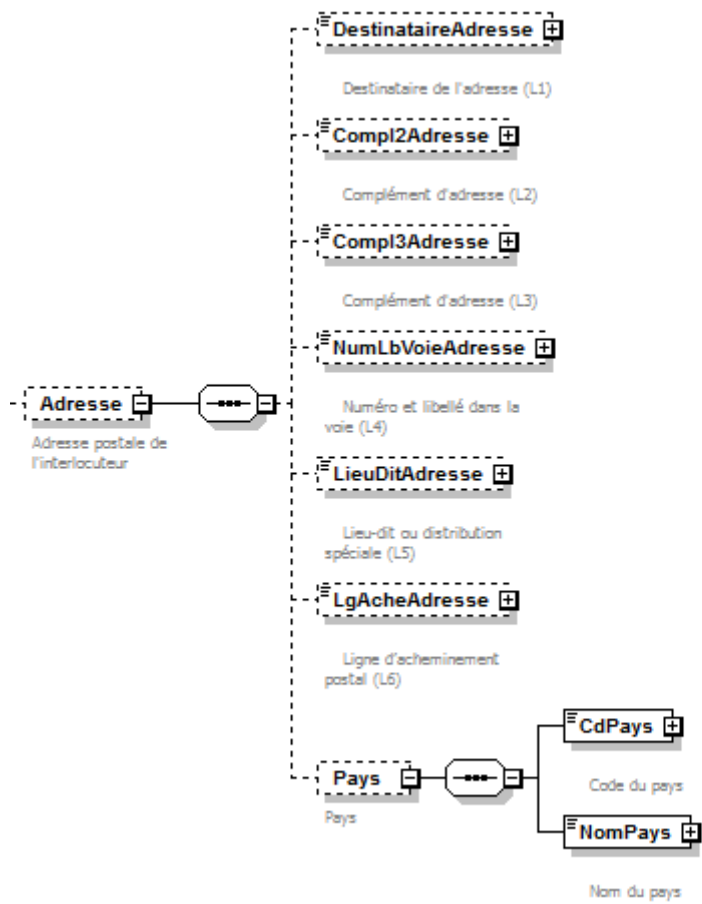 DestinataireAdresse
Destinataire de l'adresse (L1)
Compl2Adresse
Complément d'adresse (L2)
Compl3Adresse
Complément d'adresse (L3)
NumLbVoieAdresse
Numéro et libellé dans la
voie (L4)
Adresse
Adresse postale de
l'interlocuteur
LieuDitAdresse
Lieu-dit ou distribution
spéciale (L5)
LgAcheAdresse
Ligne d'acheminement
postal (L6)
Pays
Pays
CdPays
Code du pays
NomPays
Nom du pays